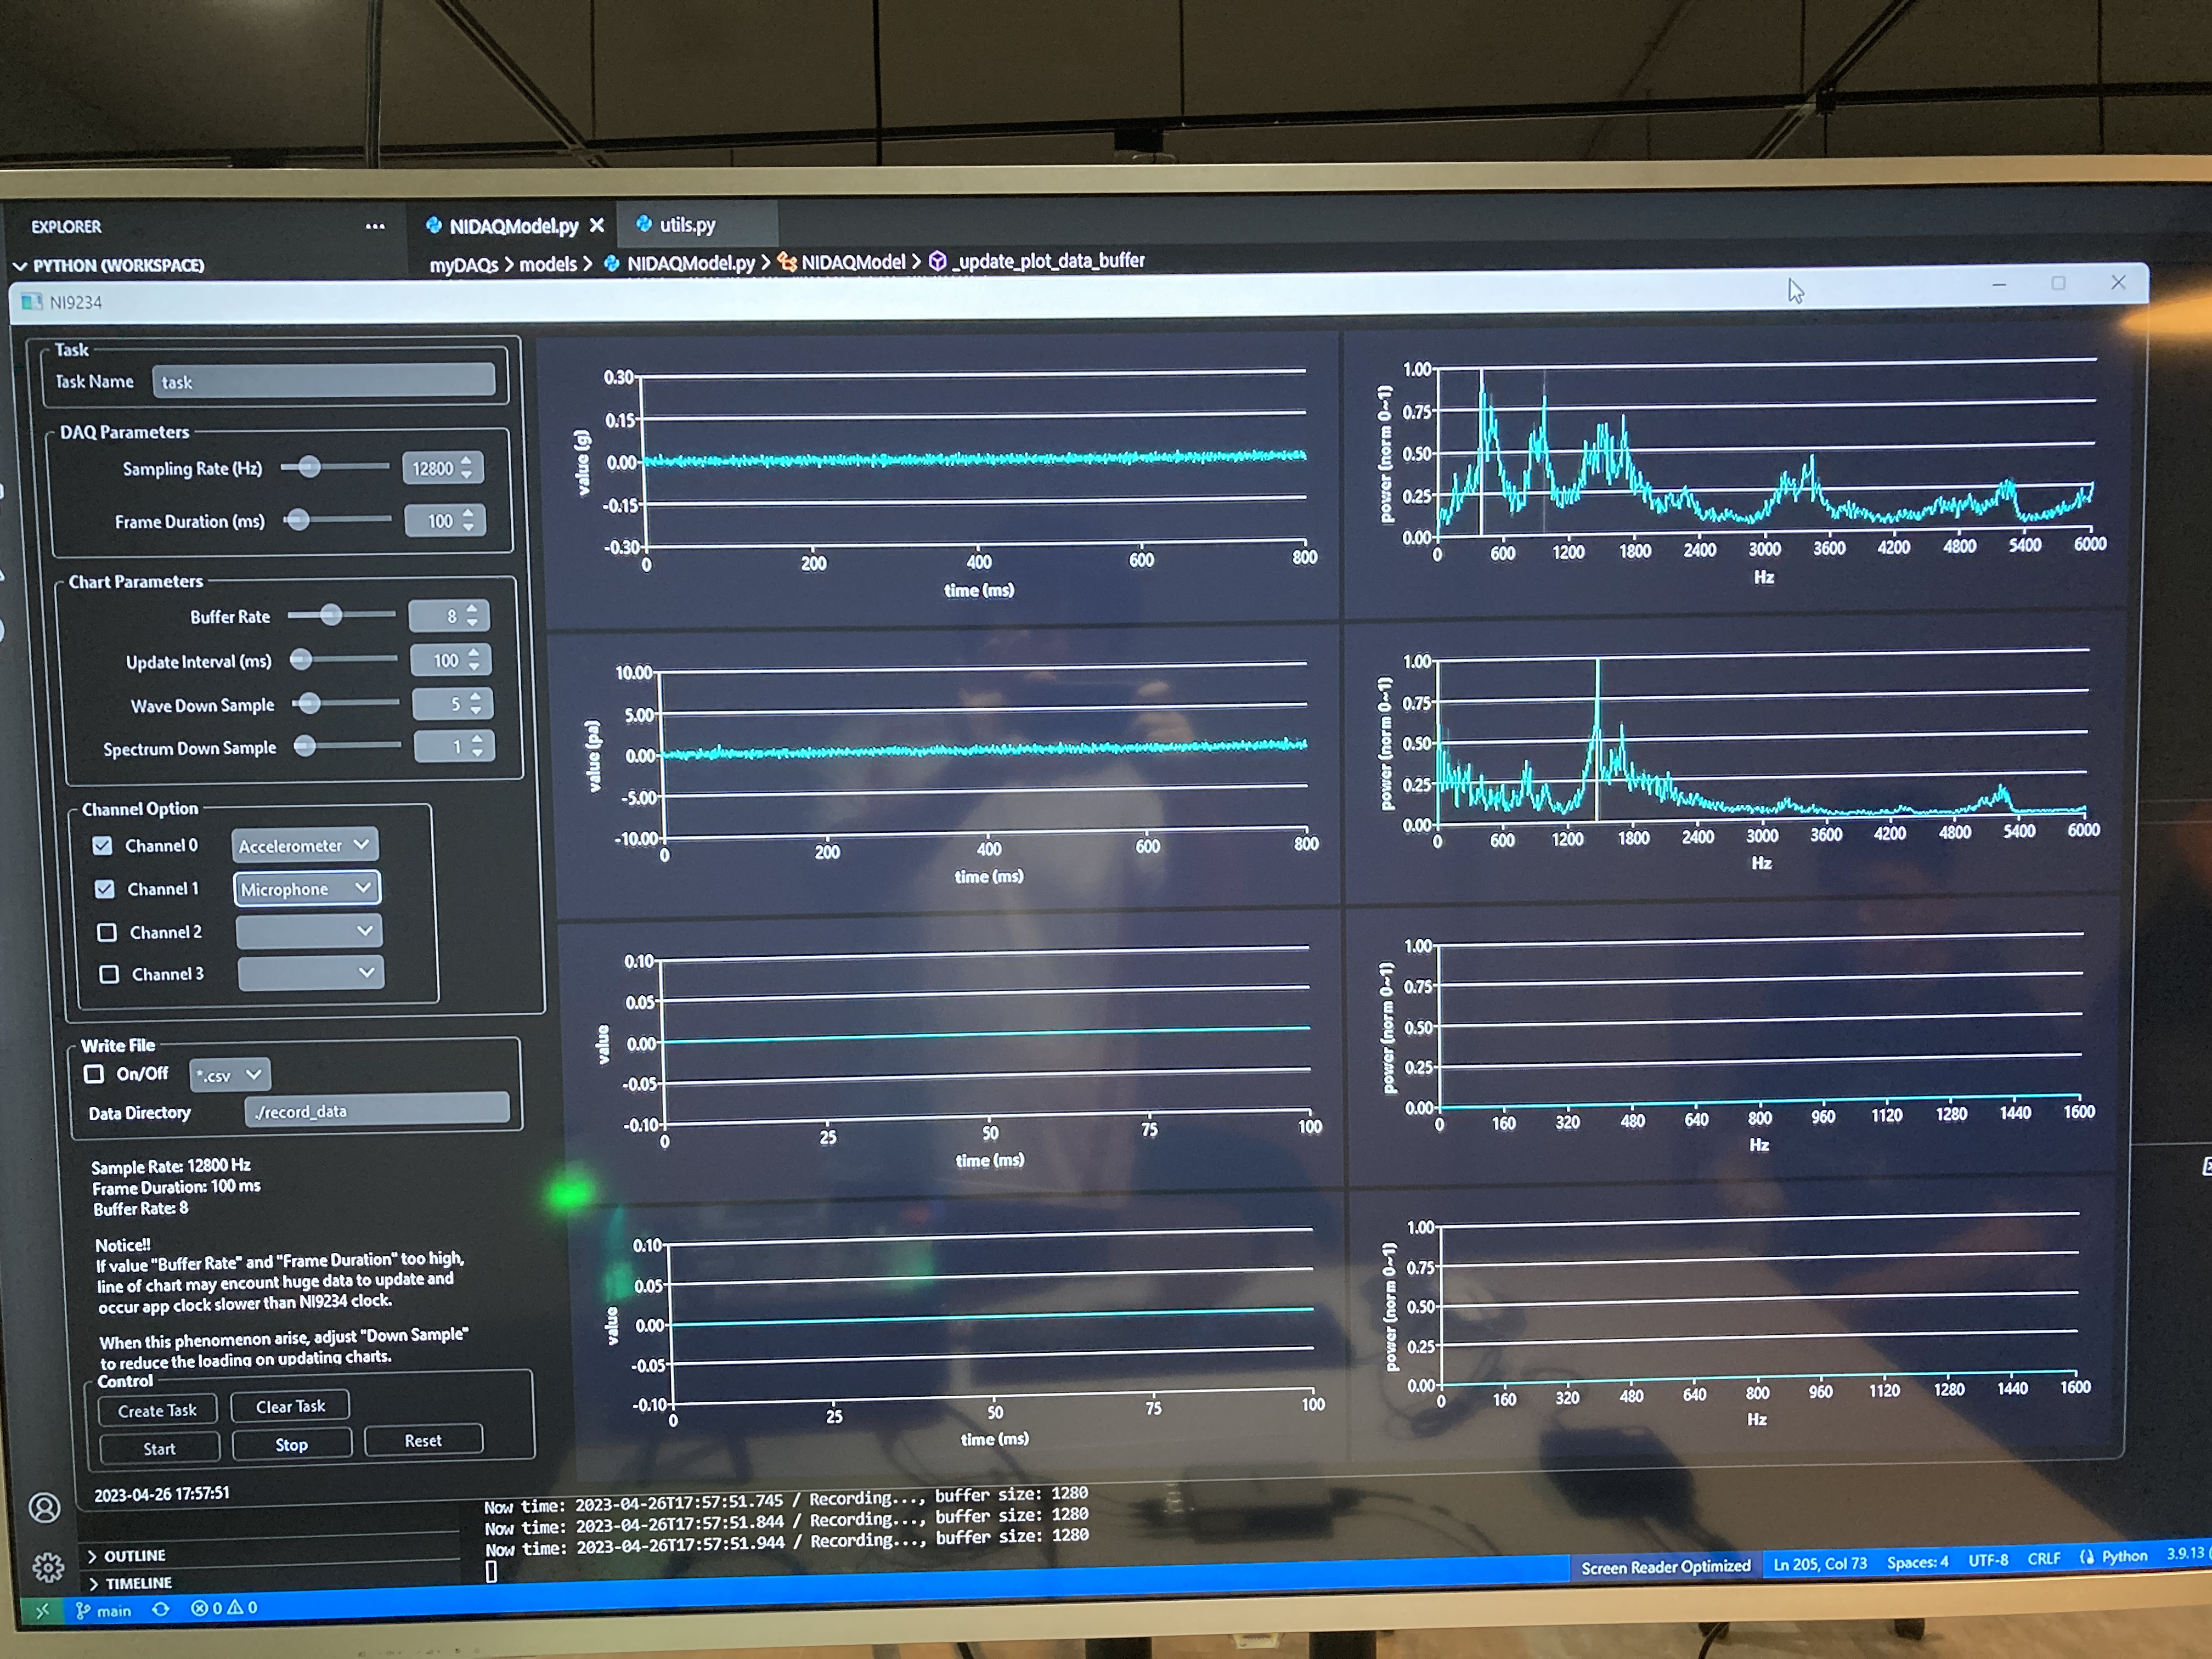 EXPLORER ... NIDAQModel.py utils.py
PYTHON (WORKSPACE) myDAQs > models > NIDAQModel.py > NIDAQModel > _update_plot_data_buffer
NI9234
Task
Task Name task
DAQ Parameters
Sampling Rate (Hz) 12800
Frame Duration (ms) 100
Chart Parameters
Buffer Rate 8
Update Interval (ms) 100
Wave Down Sample 5
Spectrum Down Sample 1
Channel Option
Channel 0 Accelerometer
Channel 1 Microphone
Channel 2
Channel 3
Write File
On/Off *.csv
Data Directory ./record_data
Sample Rate: 12800 Hz
Frame Duration: 100 ms
Buffer Rate: 8
Notice!!
If value "Buffer Rate" and "Frame Duration" too high,
line of chart may encount huge data to update and
occur app clock slower than NI9234 clock.
When this phenomenon arise, adjust "Down Sample"
to reduce the loading on updating charts.
Control
Create Task Clear Task
Start Stop Reset
2023-04-26 17:57:51
value (g)
0.30
0.15
0.00
-0.15
-0.30
0 200 400 600 800
time (ms)
power (norm 0~1)
1.00
0.75
0.50
0.25
0.00
0 600 1200 1800 2400 3000 3600 4200 4800 5400 6000
Hz
value (pa)
10.00
5.00
0.00
-5.00
-10.00
0 200 400 600 800
time (ms)
power (norm 0~1)
1.00
0.75
0.50
0.25
0.00
0 600 1200 1800 2400 3000 3600 4200 4800 5400 6000
Hz
value
0.10
0.05
0.00
-0.05
-0.10
0 25 50 75 100
time (ms)
power (norm 0~1)
1.00
0.75
0.50
0.25
0.00
0 160 320 480 640 800 960 1120 1280 1440 1600
Hz
value
0.10
0.05
0.00
-0.05
-0.10
0 25 50 75 100
time (ms)
power (norm 0~1)
1.00
0.75
0.50
0.25
0.00
0 160 320 480 640 800 960 1120 1280 1440 1600
Hz
Now time: 2023-04-26T17:57:51.745 / Recording..., buffer size: 1280
Now time: 2023-04-26T17:57:51.844 / Recording..., buffer size: 1280
Now time: 2023-04-26T17:57:51.944 / Recording..., buffer size: 1280
OUTLINE
TIMELINE
main 0 0 Screen Reader Optimized Ln 205, Col 73 Spaces: 4 UTF-8 CRLF Python 3.9.13